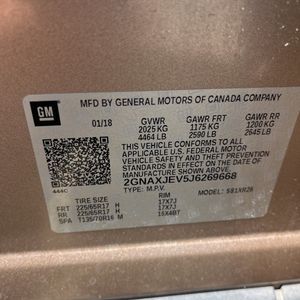 GM
MFD BY GENERAL MOTORS OF CANADA COMPANY
01/18 GVWR GAWR FRT GAWR RR
2025 KG 1175 KG 1200 KG
4464 LB 2590 LB 2645 LB
THIS VEHICLE CONFORMS TO ALL
APPLICABLE U.S. FEDERAL MOTOR
VEHICLE SAFETY AND THEFT PREVENTION
STANDARDS IN EFFECT ON THE DATE OF
MANUFACTURE SHOWN ABOVE.
2GNAXJEV5J6269668
444C TYPE: M.P.V. MODEL: 581XR26
TIRE SIZE RIM
FRT 225/65R17 H 17X7J
RR 225/65R17 H 17X7J
SPA T135/70R16 M 16X4BT